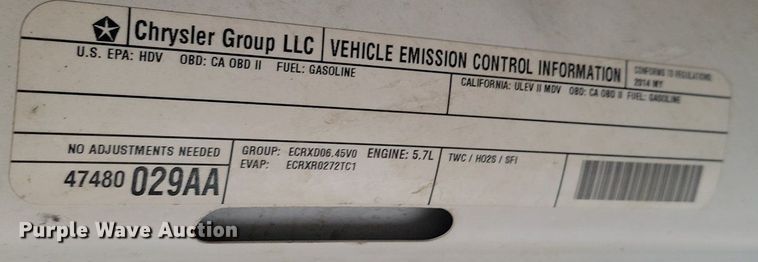 Chrysler Group LLC
VEHICLE EMISSION CONTROL INFORMATION
CONFORMS TO REGULATIONS:
2014 MY
U.S. EPA: HDV OBD: CA OBD II FUEL: GASOLINE
CALIFORNIA: ULEV II MDV OBD: CA OBD II FUEL: GASOLINE
NO ADJUSTMENTS NEEDED
47480 029AA
GROUP: ECRXD06.45V0 ENGINE: 5.7L
EVAP: ECRXR0272TC1
TWC / HO2S / SFI
Purple Wave Auction